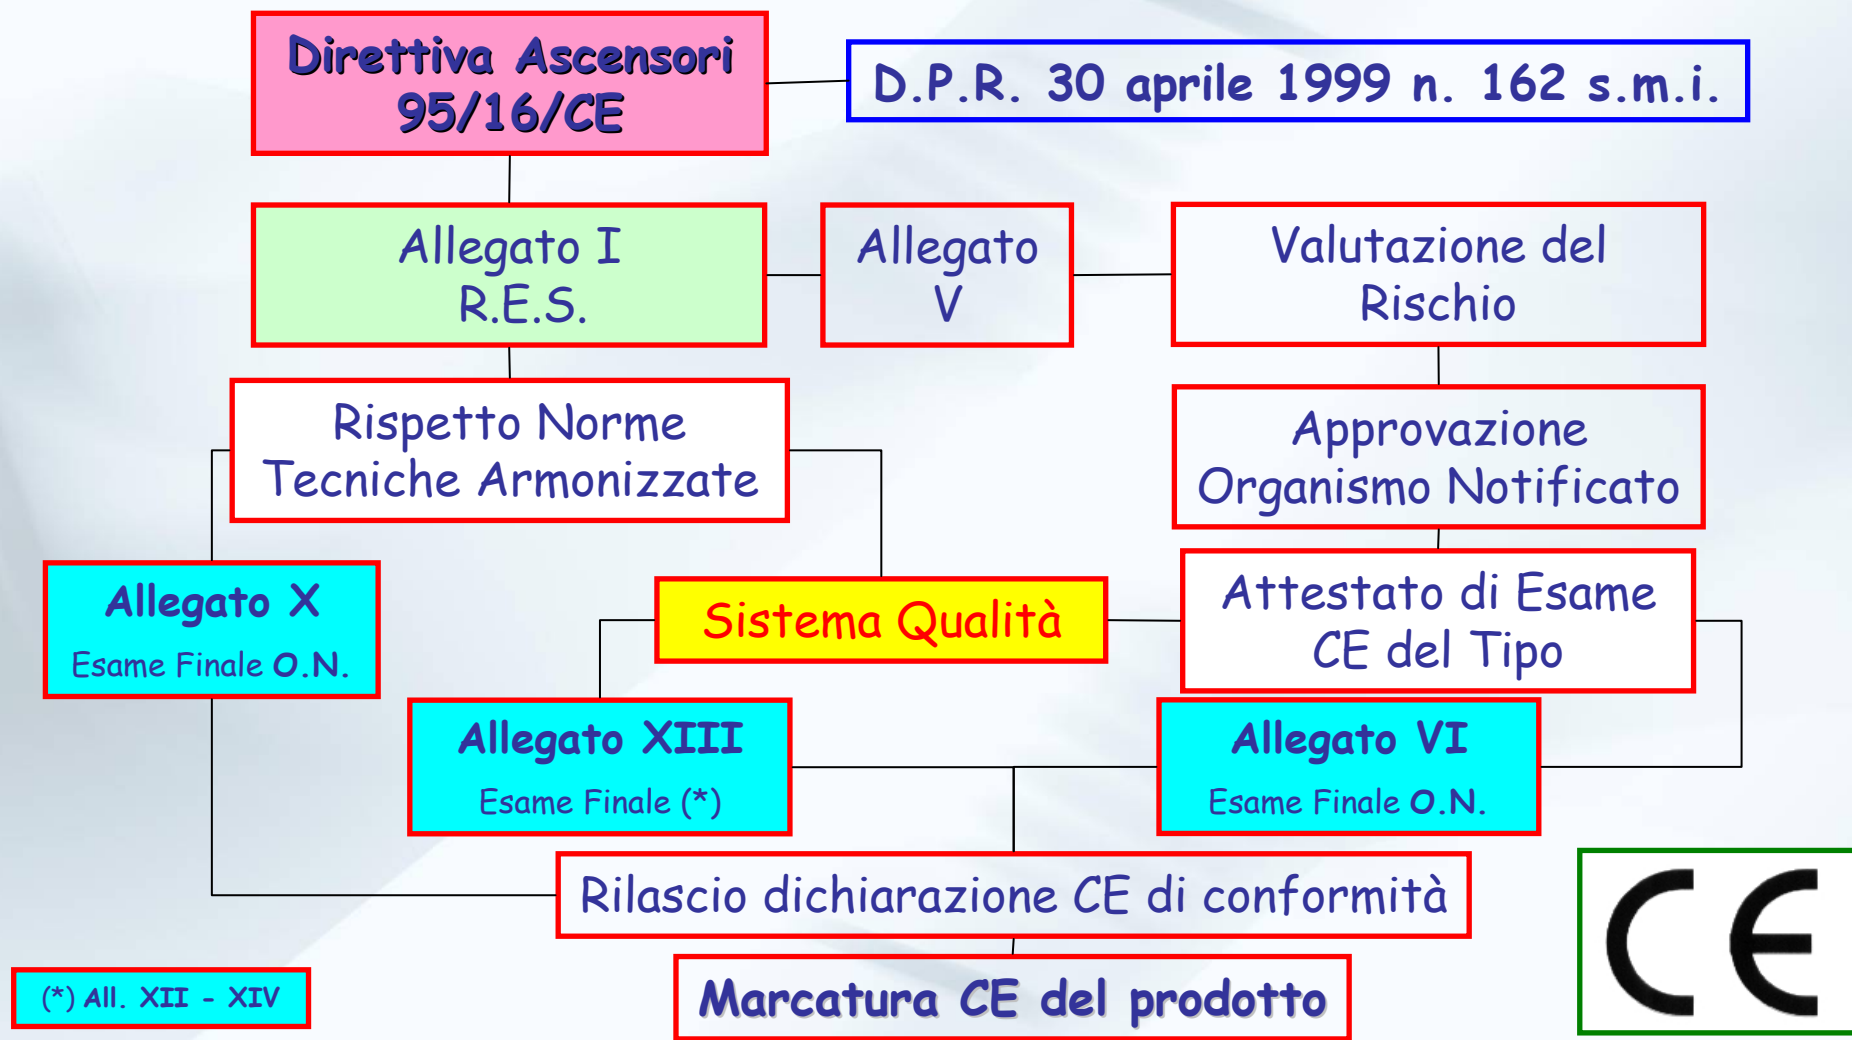 Direttiva Ascensori
95/16/CE
D.P.R. 30 aprile 1999 n. 162 s.m.i.
Allegato I
R.E.S.
Allegato
V
Valutazione del
Rischio
Rispetto Norme
Tecniche Armonizzate
Approvazione
Organismo Notificato
Allegato X
Esame Finale O.N.
Sistema Qualità
Attestato di Esame
CE del Tipo
Allegato XIII
Esame Finale (*)
Allegato VI
Esame Finale O.N.
Rilascio dichiarazione CE di conformità
Marcatura CE del prodotto
(*) All. XII - XIV
CE